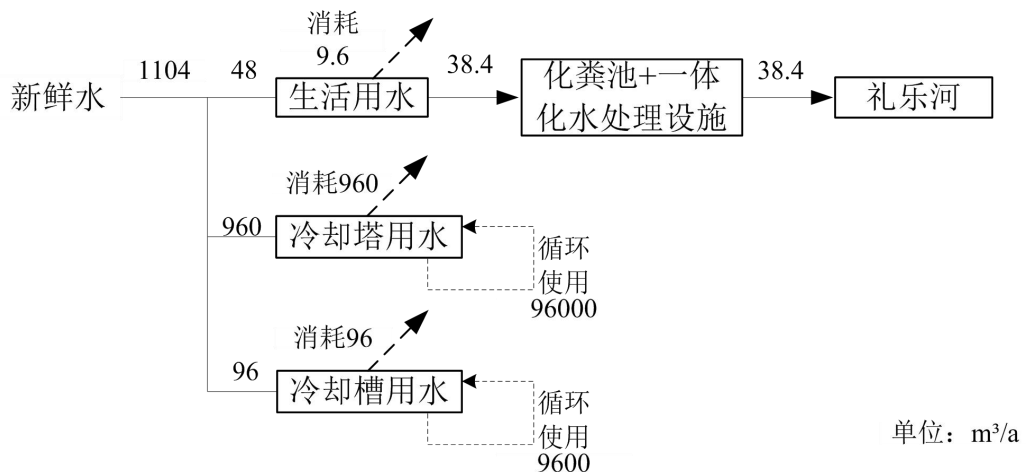 消耗
9.6
新鲜水
1104
48
生活用水
38.4
化粪池+一体
化水处理设施
38.4
礼乐河
消耗960
960
冷却塔用水
循环
使用
96000
消耗96
96
冷却槽用水
循环
使用
9600
单位：m³/a